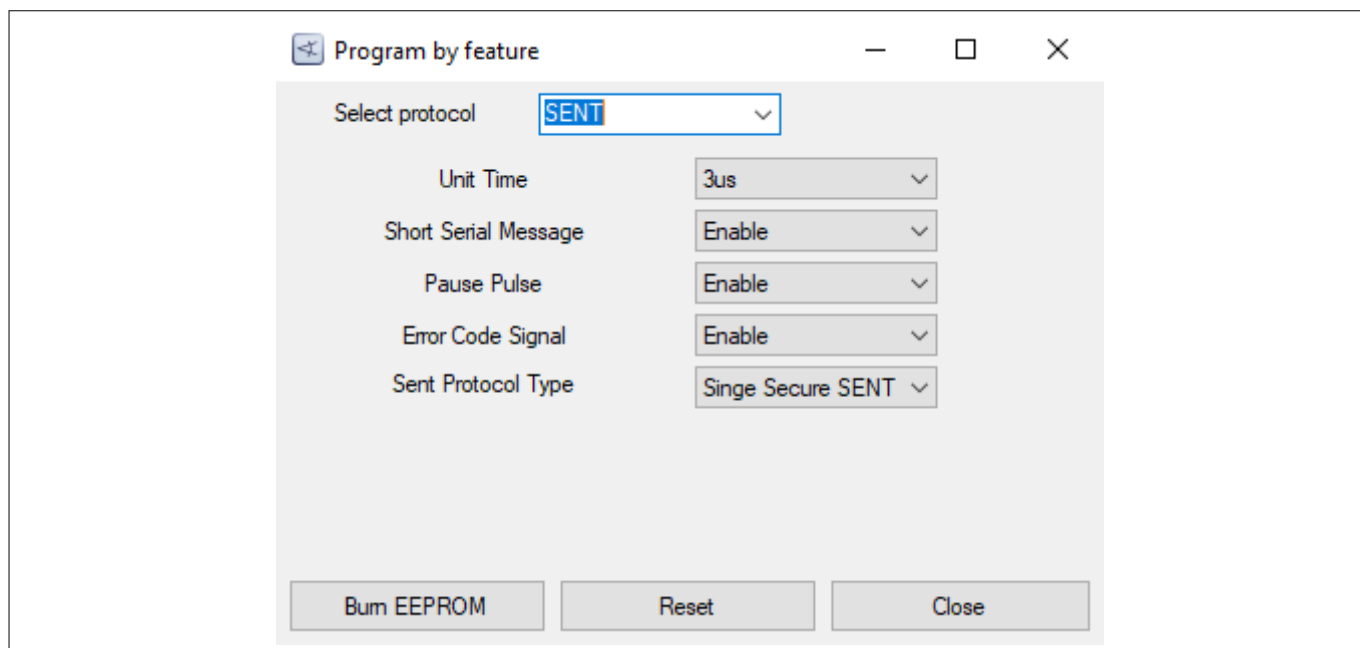 Program by feature
Select protocol SENT
Unit Time 3us
Short Serial Message Enable
Pause Pulse Enable
Error Code Signal Enable
Sent Protocol Type Singe Secure SENT
Burn EEPROM Reset Close